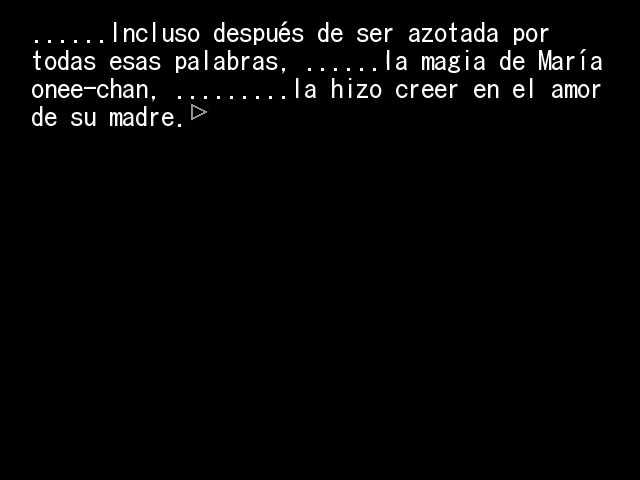 ......Incluso después de ser azotada por
todas esas palabras, ......la magia de María
onee-chan, .........la hizo creer en el amor
de su madre.